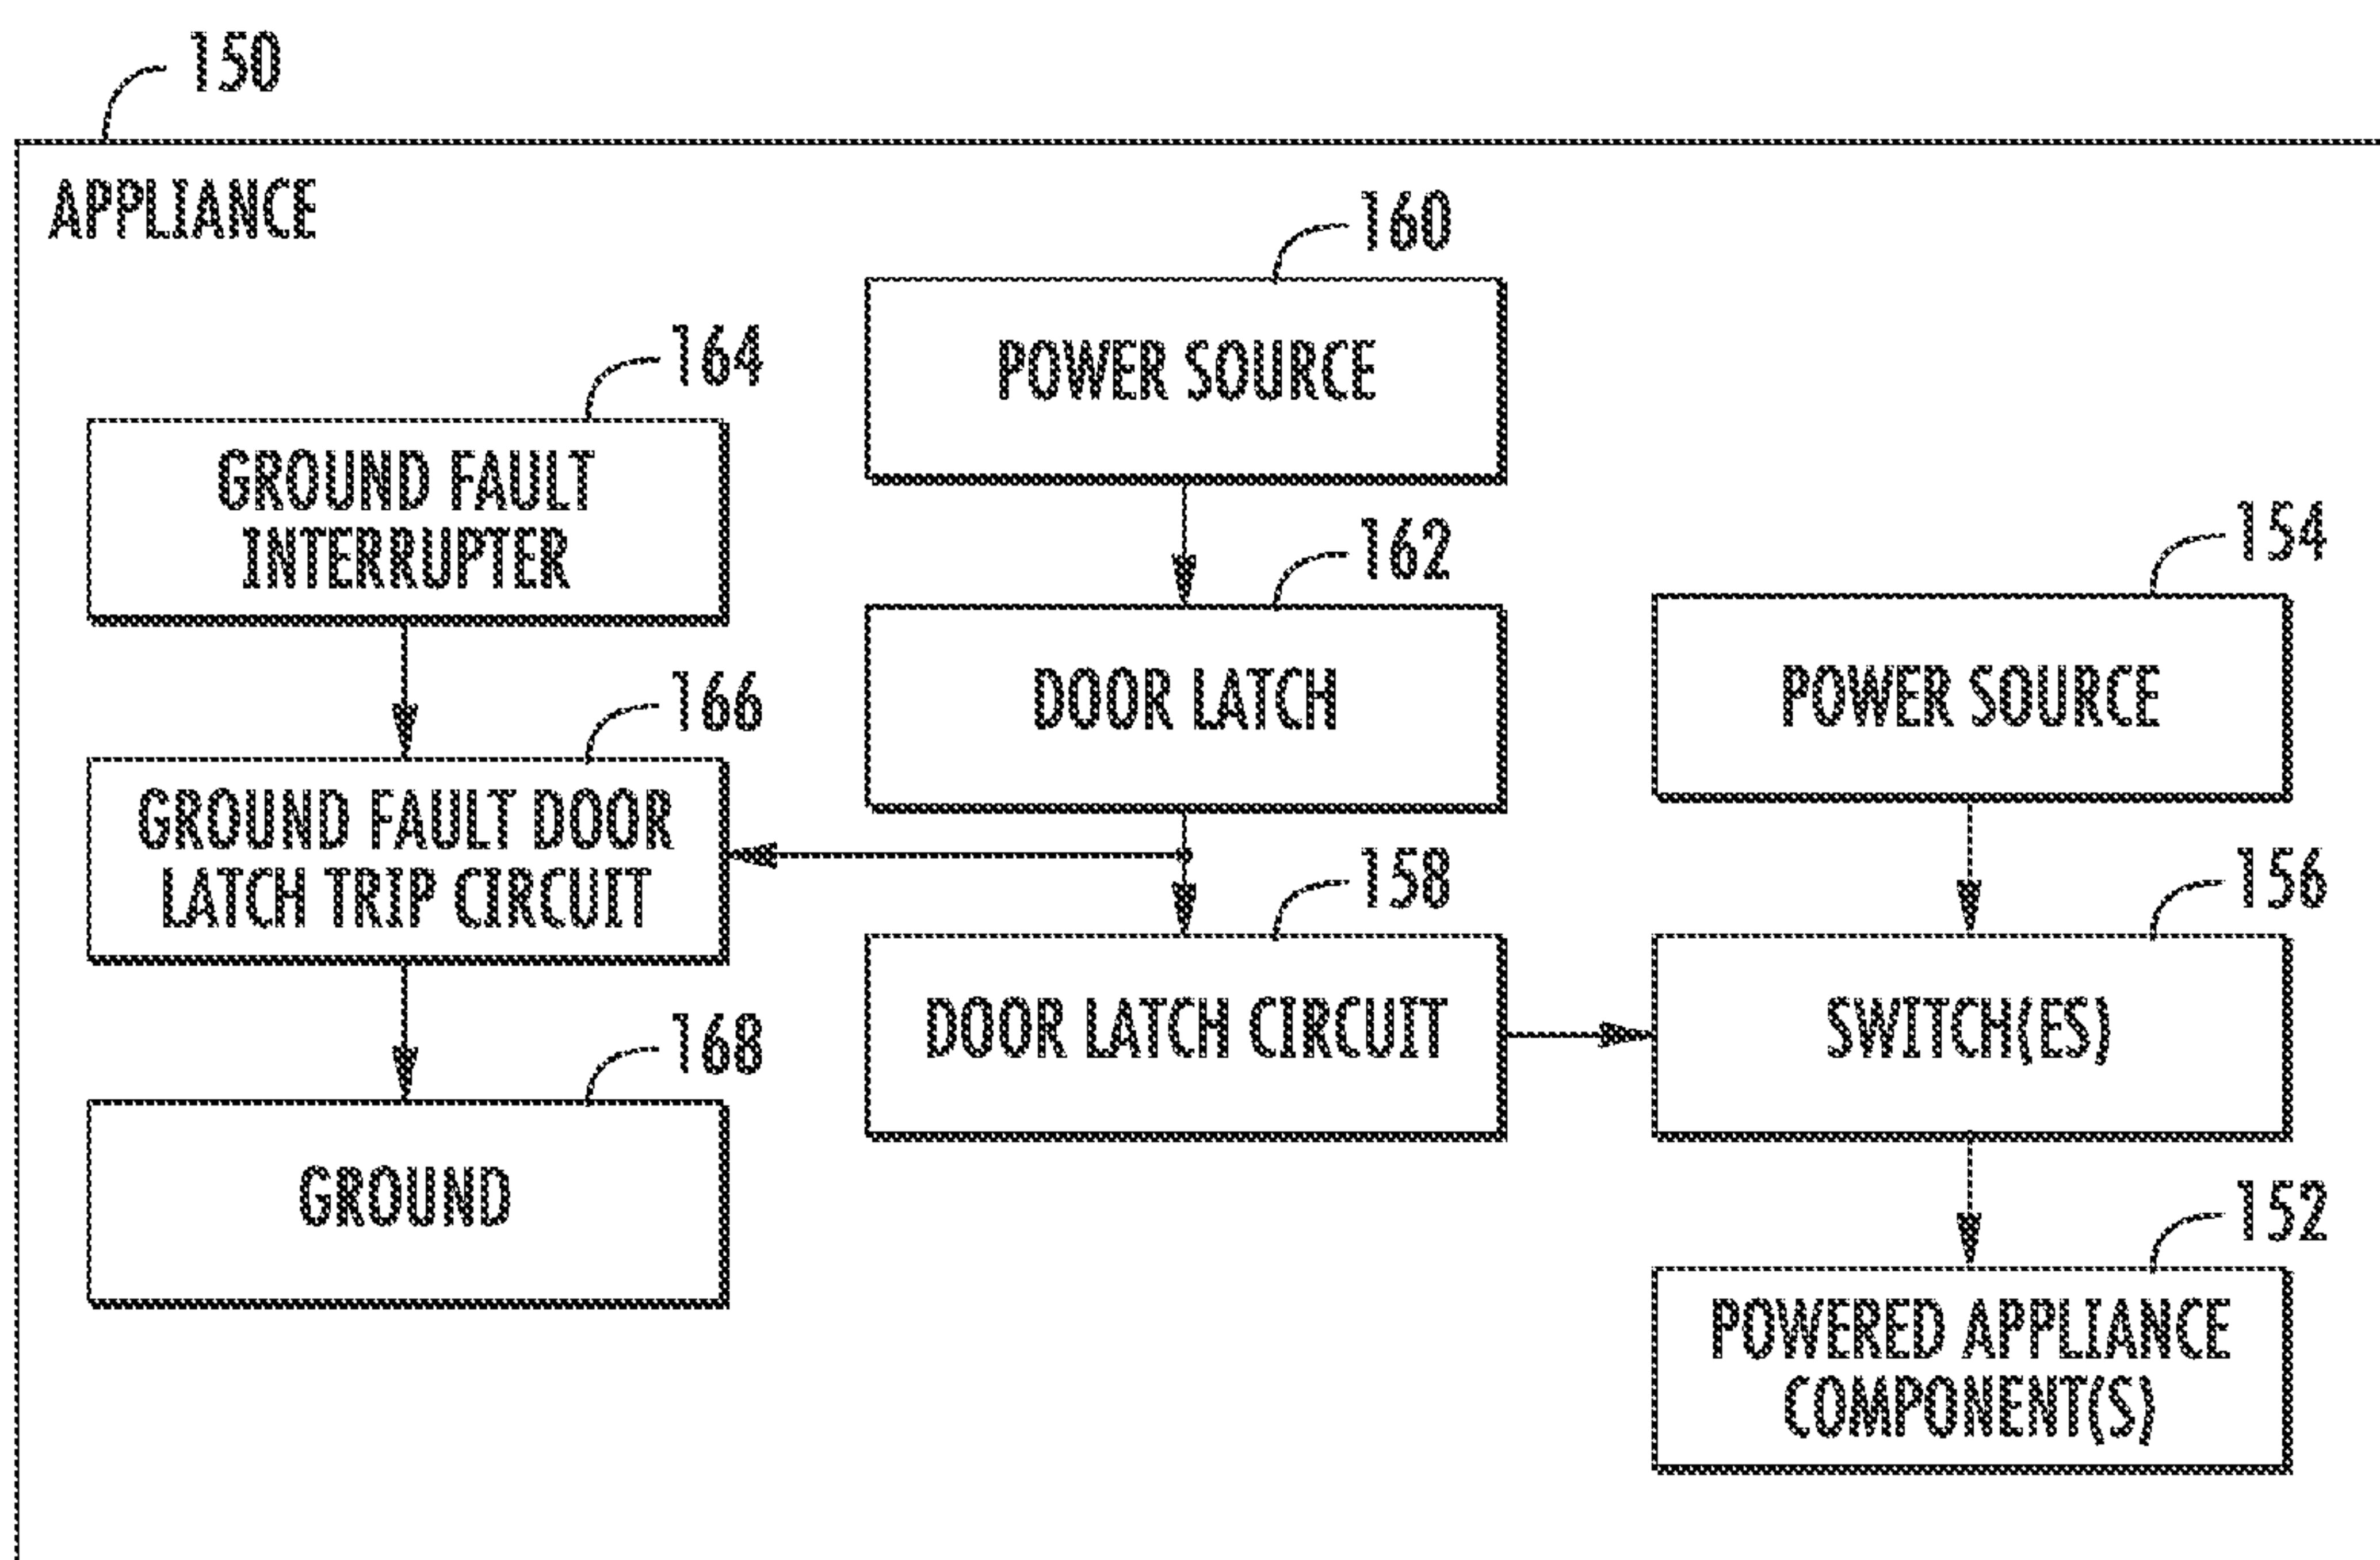 150
APPLIANCE
160
POWER SOURCE
164
GROUND FAULT
INTERRUPTER
162
DOOR LATCH
154
POWER SOURCE
166
GROUND FAULT DOOR
LATCH TRIP CIRCUIT
158
DOOR LATCH CIRCUIT
156
SWITCH(ES)
168
GROUND
152
POWERED APPLIANCE
COMPONENT(S)